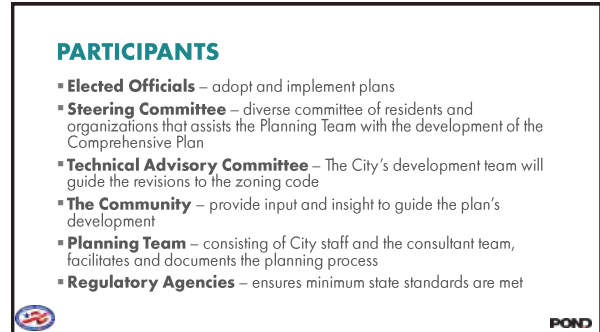 PARTICIPANTS
▪ Elected Officials – adopt and implement plans
▪ Steering Committee – diverse committee of residents and
organizations that assists the Planning Team with the development of the
Comprehensive Plan
▪ Technical Advisory Committee – The City's development team will
guide the revisions to the zoning code
▪ The Community – provide input and insight to guide the plan's
development
▪ Planning Team – consisting of City staff and the consultant team,
facilitates and documents the planning process
▪ Regulatory Agencies – ensures minimum state standards are met
POND